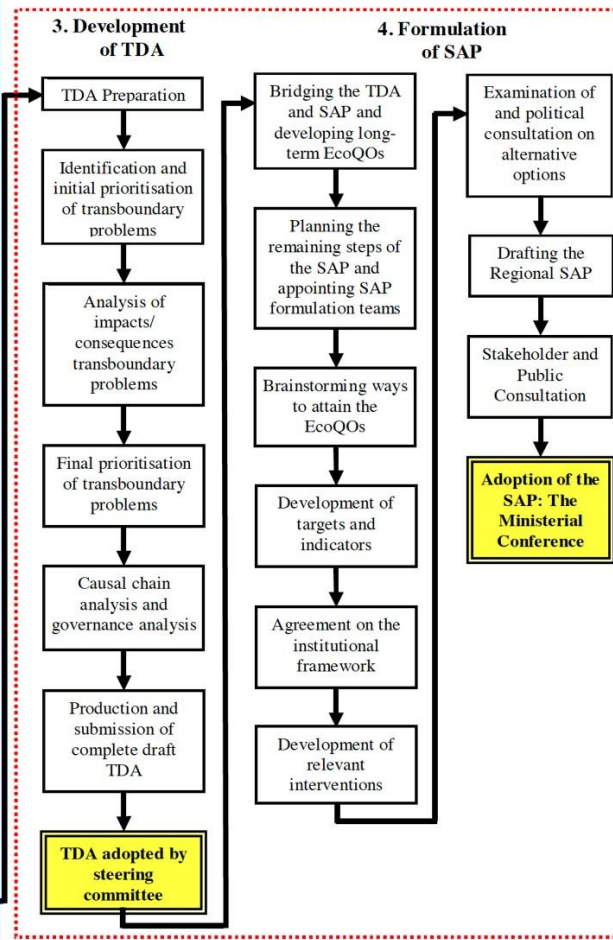 3. Development
of TDA
TDA Preparation
Identification and
initial prioritisation
of transboundary
problems
Analysis of
impacts/
consequences
transboundary
problems
Final prioritisation
of transboundary
problems
Causal chain
analysis and
governance analysis
Production and
submission of
complete draft
TDA
TDA adopted by
steering
committee
4. Formulation
of SAP
Bridging the TDA
and SAP and
developing long-
term EcoQOs
Planning the
remaining steps of
the SAP and
appointing SAP
formulation teams
Brainstorming ways
to attain the
EcoQOs
Development of
targets and
indicators
Agreement on the
institutional
framework
Development of
relevant
interventions
Examination of
and political
consultation on
alternative
options
Drafting the
Regional SAP
Stakeholder and
Public
Consultation
Adoption of the
SAP: The
Ministerial
Conference